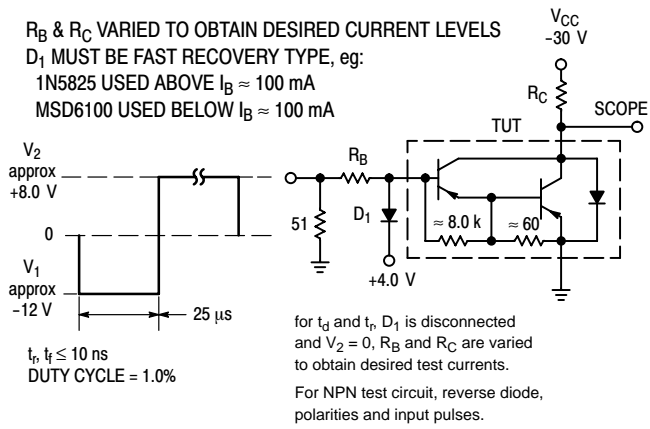 R_B & R_C VARIED TO OBTAIN DESIRED CURRENT LEVELS
D_1 MUST BE FAST RECOVERY TYPE, eg:
1N5825 USED ABOVE I_B ≈ 100 mA
MSD6100 USED BELOW I_B ≈ 100 mA
V_CC
-30 V
R_C
SCOPE
TUT
V_2
approx
+8.0 V
0
V_1
approx
-12 V
25 μs
t_r, t_f ≤ 10 ns
DUTY CYCLE = 1.0%
R_B
51
D_1
+4.0 V
≈ 8.0 k
≈ 60
for t_d and t_r, D_1 is disconnected
and V_2 = 0, R_B and R_C are varied
to obtain desired test currents.
For NPN test circuit, reverse diode,
polarities and input pulses.